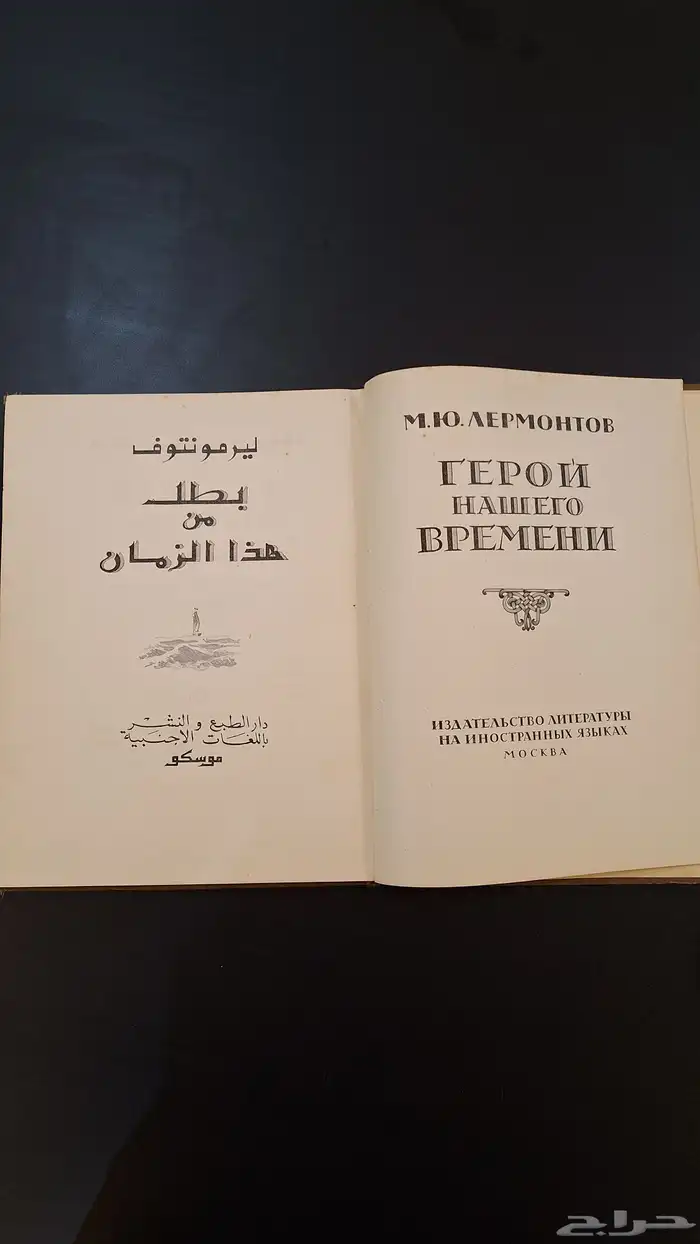 ليرمونتوف
بطل
من
هذا الزمان
دار الطبع و النشر
باللغات الاجنبية
موسكو
М.Ю.ЛЕРМОНТОВ
ГЕРОЙ
НАШЕГО
ВРЕМЕНИ
ИЗДАТЕЛЬСТВО ЛИТЕРАТУРЫ
НА ИНОСТРАННЫХ ЯЗЫКАХ
МОСКВА
حراج